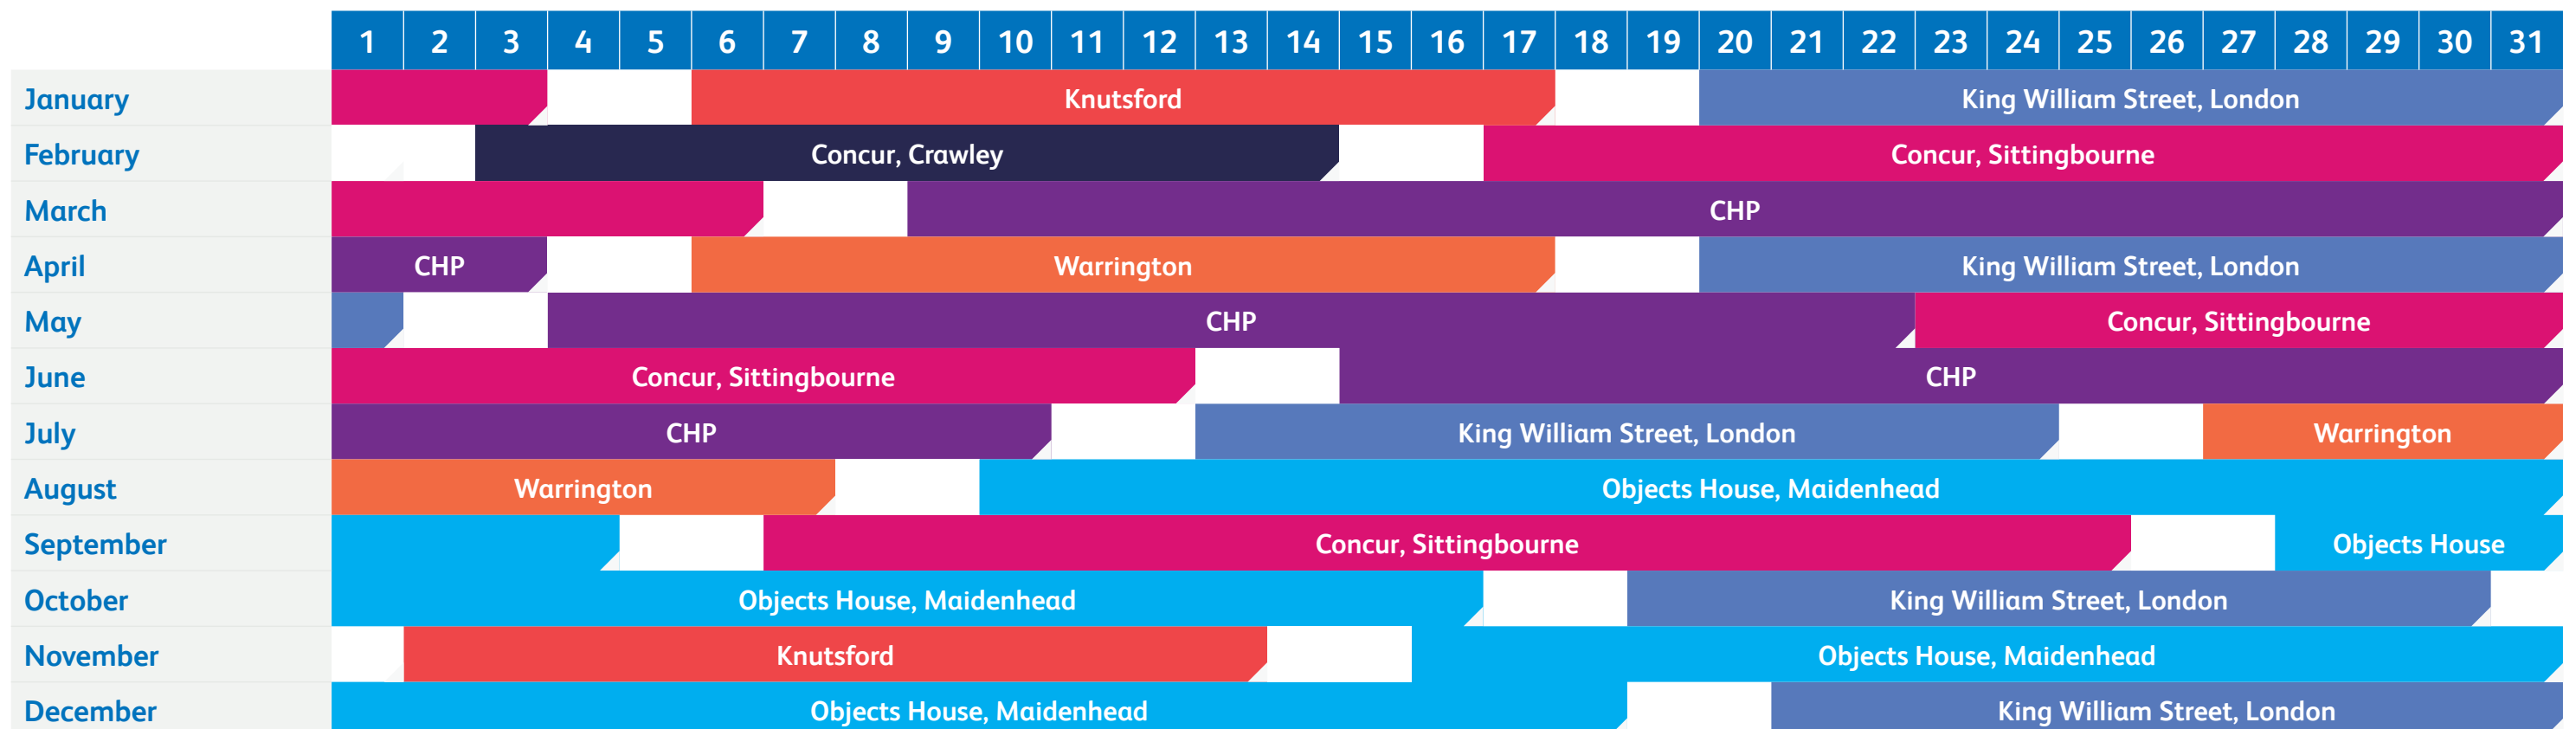 1 2 3 4 5 6 7 8 9 10 11 12 13 14 15 16 17 18 19 20 21 22 23 24 25 26 27 28 29 30 31
January Knutsford King William Street, London
February Concur, Crawley Concur, Sittingbourne
March CHP
April CHP Warrington King William Street, London
May CHP Concur, Sittingbourne
June Concur, Sittingbourne CHP
July CHP King William Street, London Warrington
August Warrington Objects House, Maidenhead
September Concur, Sittingbourne Objects House
October Objects House, Maidenhead King William Street, London
November Knutsford Objects House, Maidenhead
December Objects House, Maidenhead King William Street, London